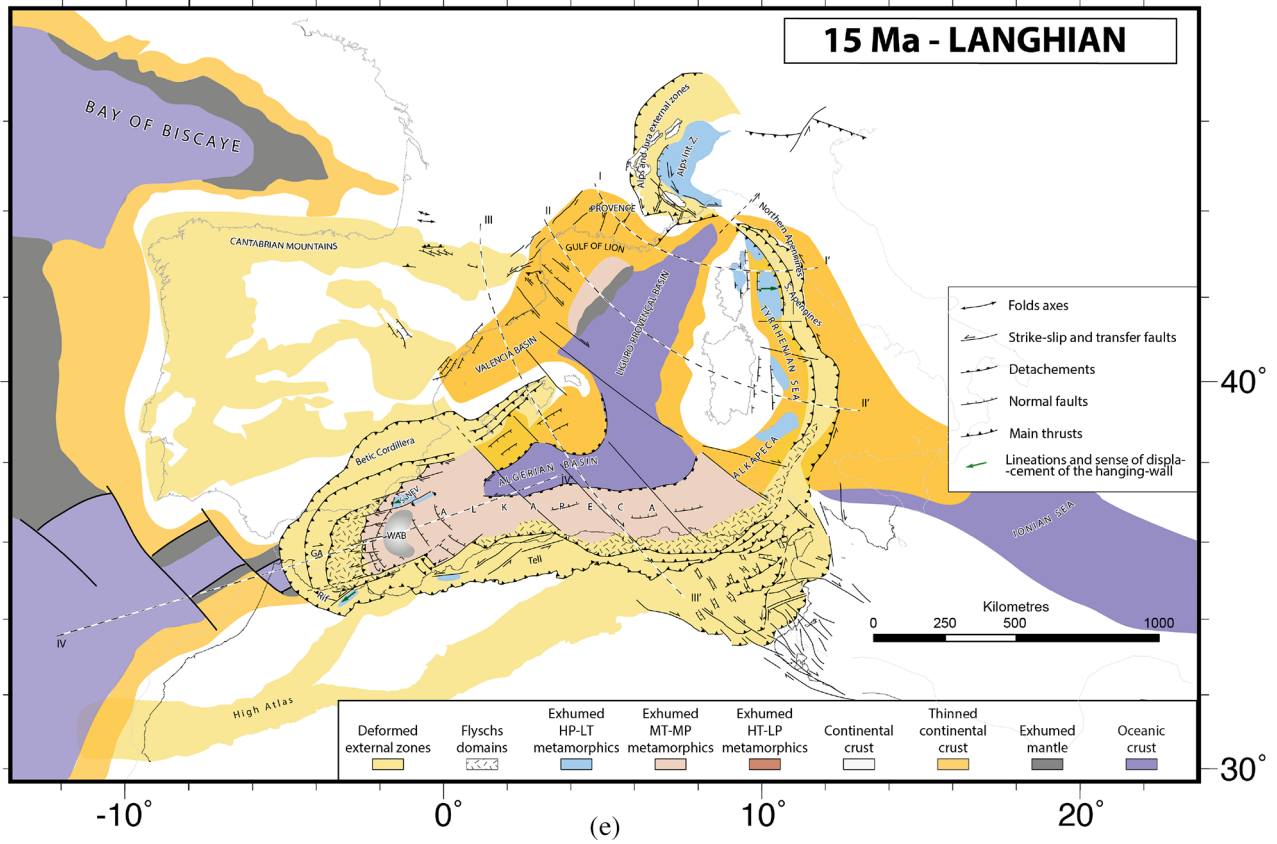 15 Ma - LANGHIAN
BAY OF BISCAYE
Alps and Jura external zones
Alps Int. Z.
I
II
III
PROVENCE
GULF OF LION
CANTABRIAN MOUNTAINS
Northern Apennines
I'
S. Apennines
LIGURO-PROVENÇAL BASIN
TYRRHENIAN SEA
VALENCIA BASIN
II'
Betic Cordillera
ALKAPECA
ALGERIAN BASIN
IV'
ALKAPECA
WAB
GA
Tell
Rif
III'
IV
High Atlas
IONIAN SEA
Folds axes
Strike-slip and transfer faults
Detachements
Normal faults
Main thrusts
Lineations and sense of displa-
-cement of the hanging-wall
Kilometres
0 250 500 1000
Deformed
external zones
Flyschs
domains
Exhumed
HP-LT
metamorphics
Exhumed
MT-MP
metamorphics
Exhumed
HT-LP
metamorphics
Continental
crust
Thinned
continental
crust
Exhumed
mantle
Oceanic
crust
40°
30°
-10° 0° 10° 20°
(e)